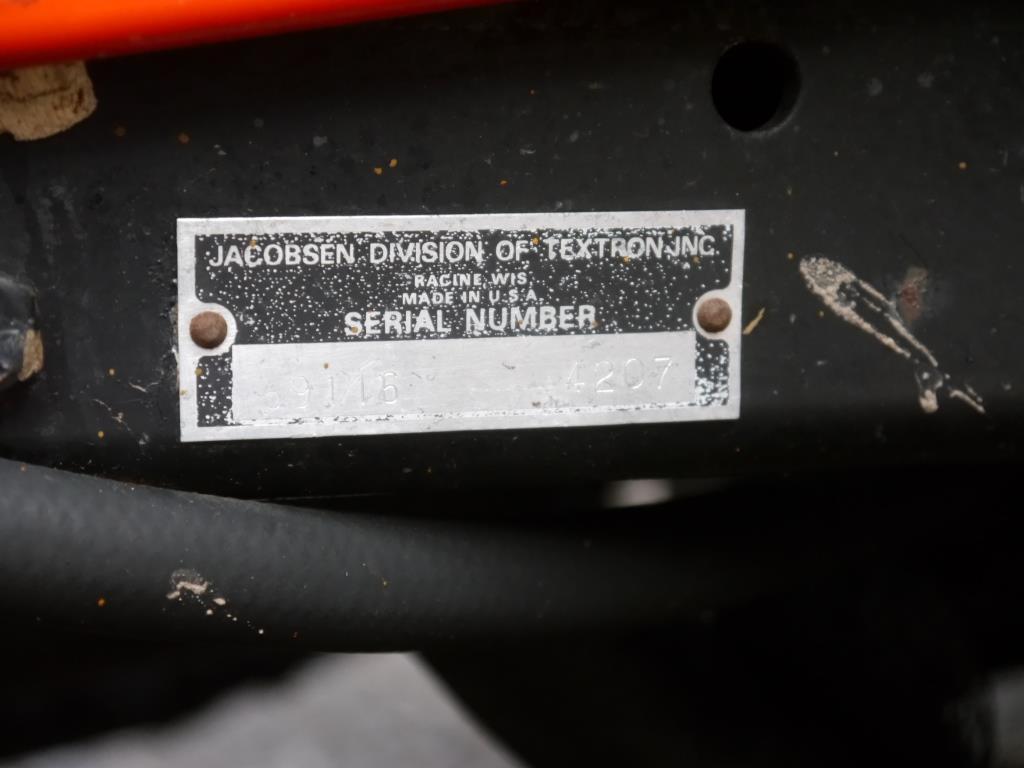 JACOBSEN DIVISION OF TEXTRON, INC.
RACINE, WIS.
MADE IN U.S.A.
SERIAL NUMBER
4207